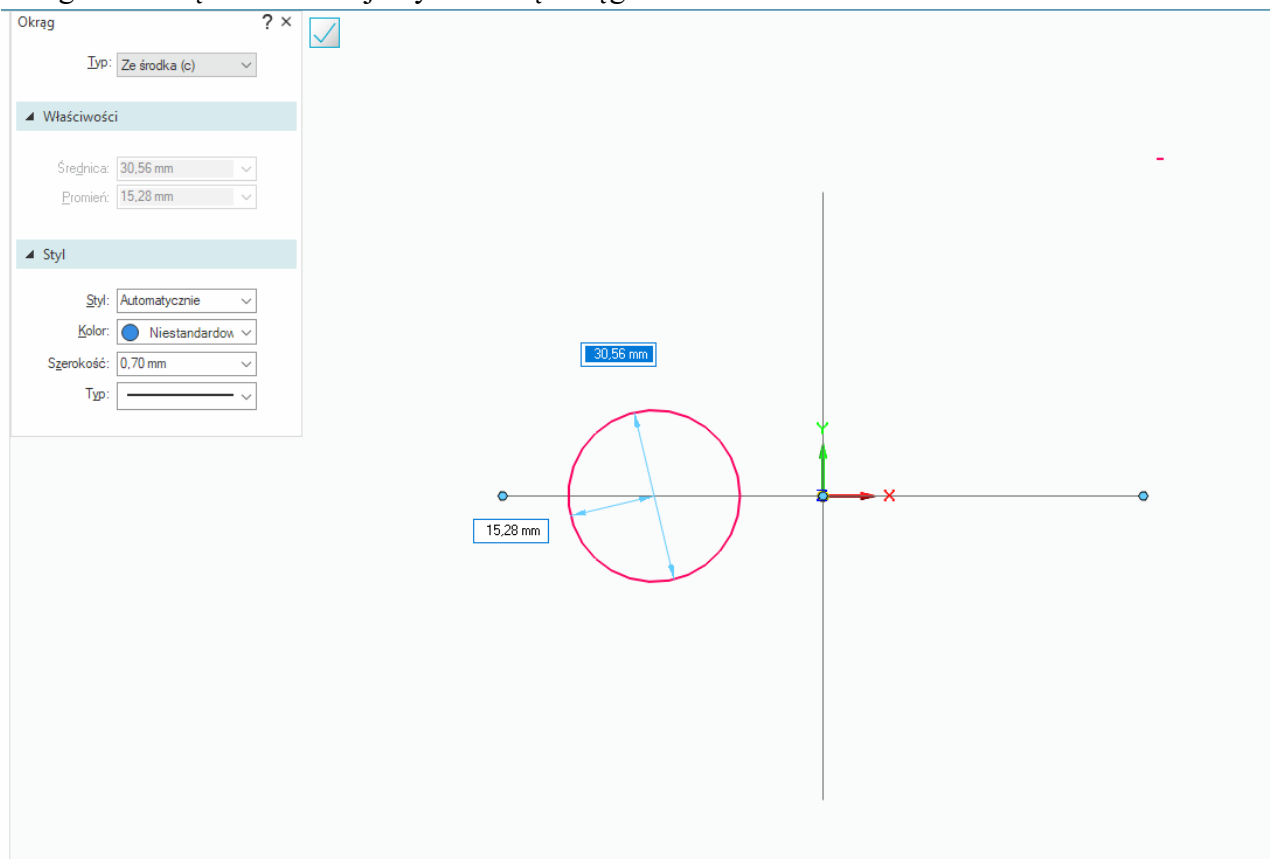 Okrąg ? ×
Typ: Ze środka (c)
Właściwości
Średnica: 30,56 mm
Promień: 15,28 mm
Styl
Styl: Automatycznie
Kolor: Niestandardow
Szerokość: 0,70 mm
Typ:
30,56 mm
Y
X
15,28 mm